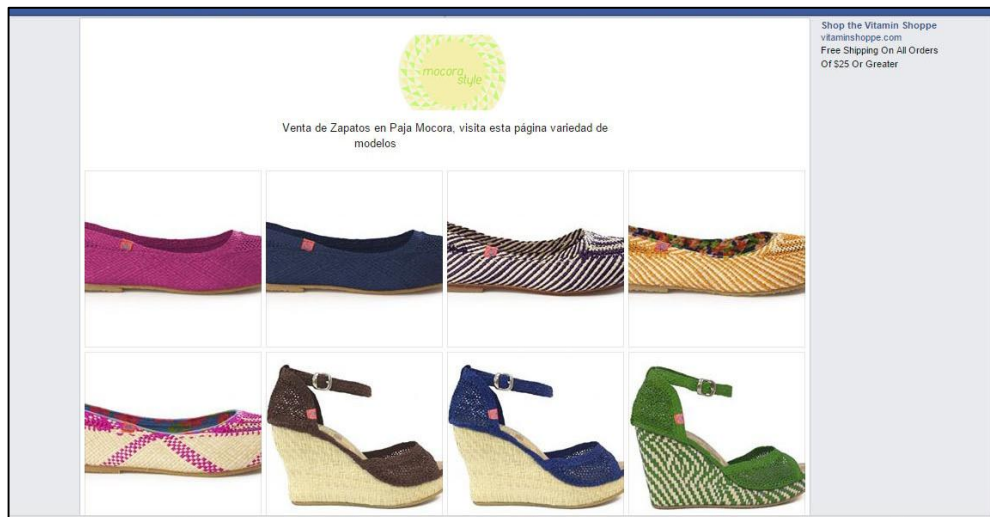 mocora
style
Venta de Zapatos en Paja Mocora, visita esta página variedad de
modelos
Shop the Vitamin Shoppe
vitaminshoppe.com
Free Shipping On All Orders
Of $25 Or Greater